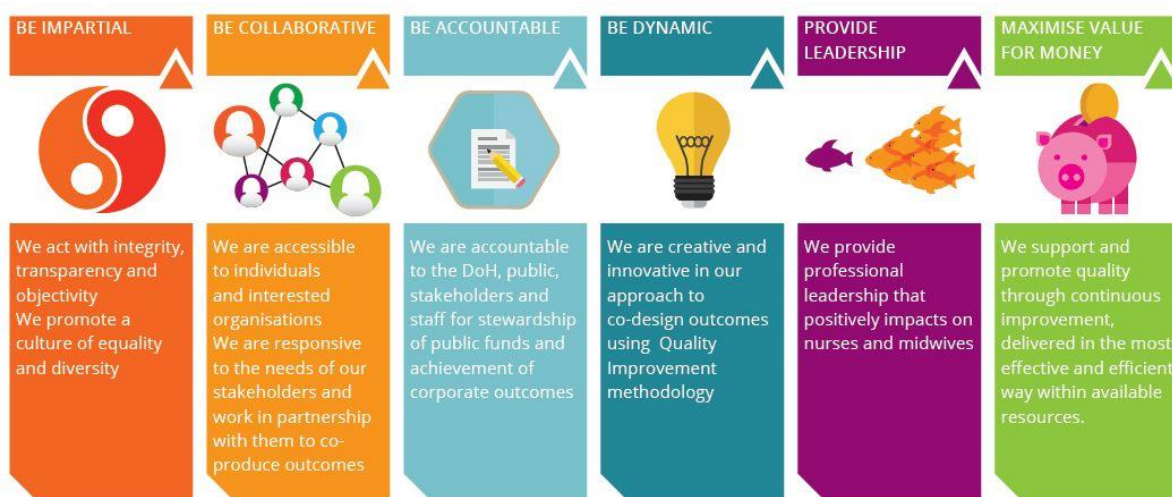 BE IMPARTIAL
We act with integrity,
transparency and
objectivity
We promote a
culture of equality
and diversity
BE COLLABORATIVE
We are accessible
to individuals
and interested
organisations
We are responsive
to the needs of our
stakeholders and
work in partnership
with them to co-
produce outcomes
BE ACCOUNTABLE
We are accountable
to the DoH, public,
stakeholders and
staff for stewardship
of public funds and
achievement of
corporate outcomes
BE DYNAMIC
We are creative and
innovative in our
approach to
co-design outcomes
using Quality
Improvement
methodology
PROVIDE
LEADERSHIP
We provide
professional
leadership that
positively impacts on
nurses and midwives
MAXIMISE VALUE
FOR MONEY
We support and
promote quality
through continuous
improvement,
delivered in the most
effective and efficient
way within available
resources.